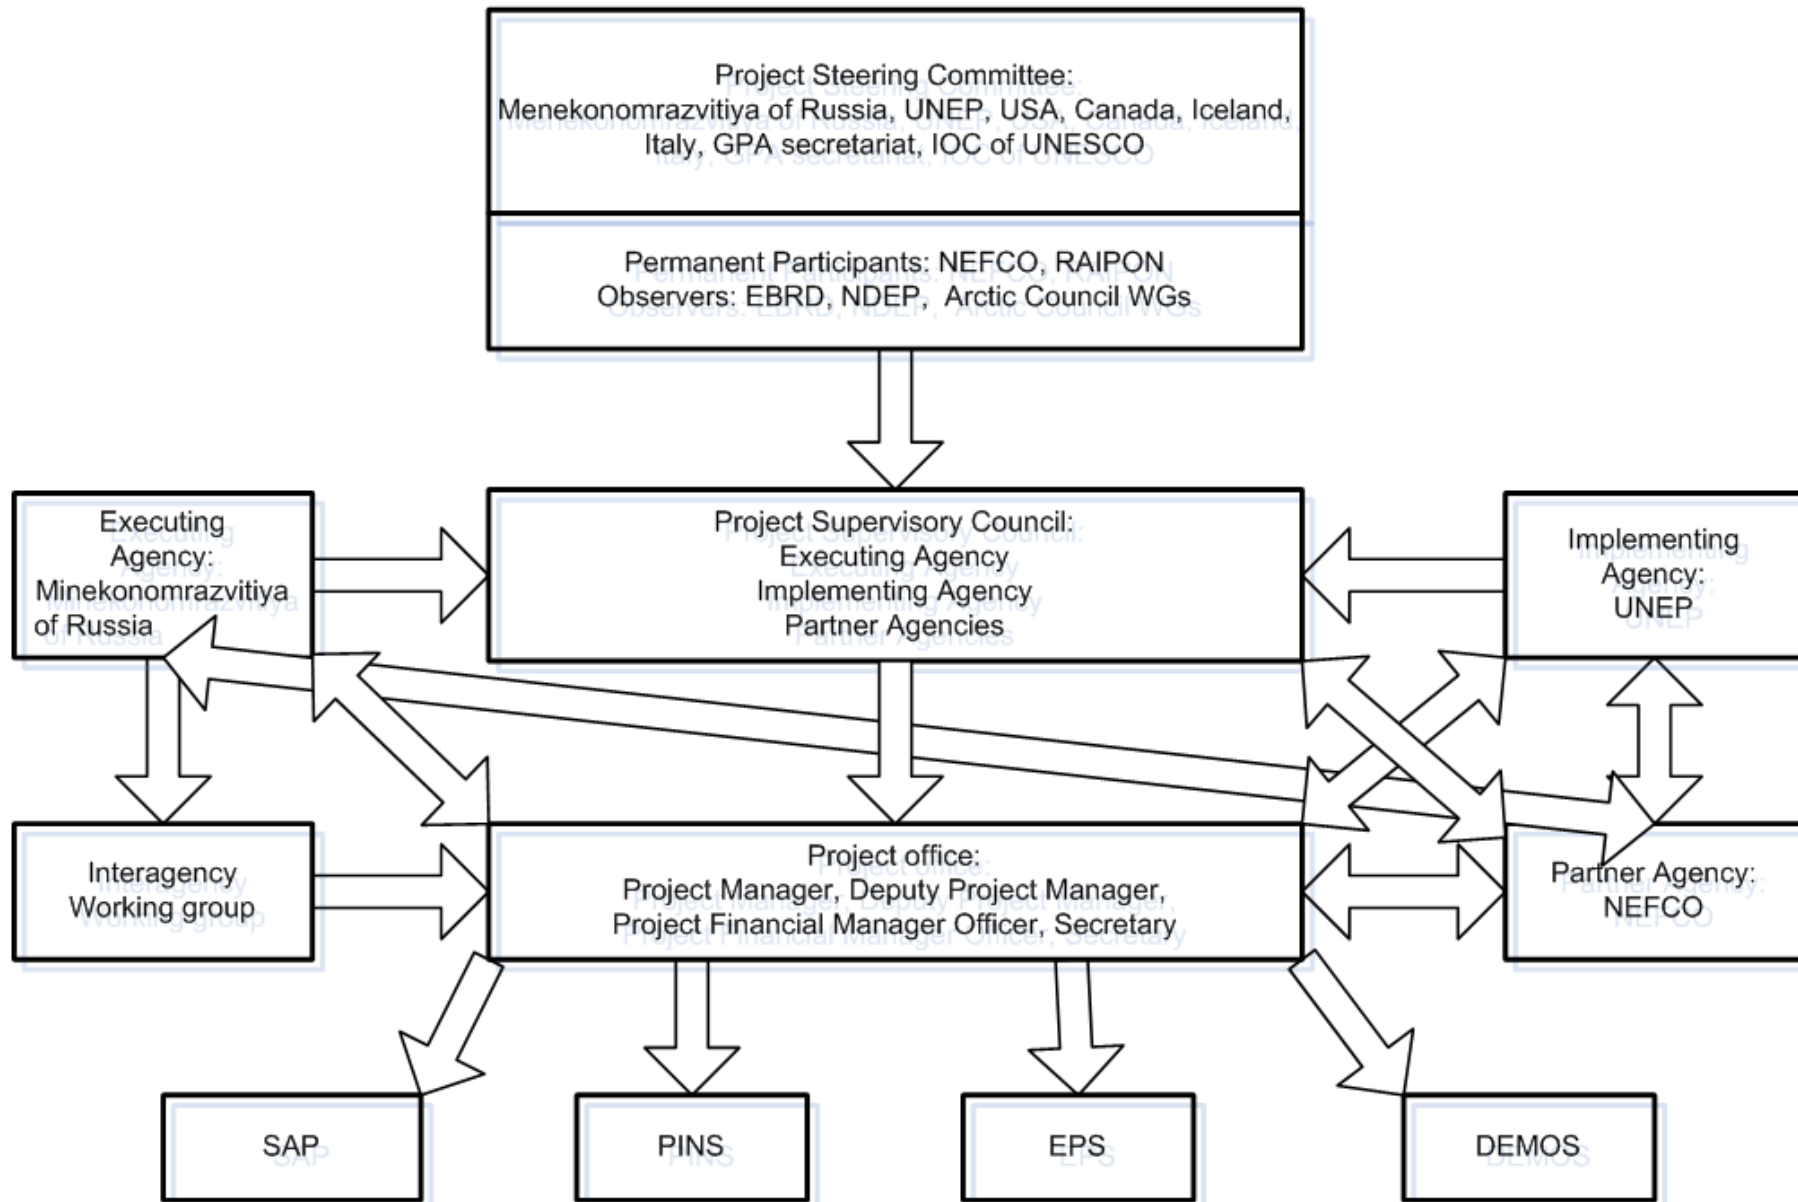 Project Steering Committee:
Menekonomrazvitiya of Russia, UNEP, USA, Canada, Iceland,
Italy, GPA secretariat, IOC of UNESCO
Permanent Participants: NEFCO, RAIPON
Observers: EBRD, NDEP, Arctic Council WGs
Executing
Agency:
Minekonomrazvitiya
of Russia
Project Supervisory Council:
Executing Agency
Implementing Agency
Partner Agencies
Implementing
Agency:
UNEP
Interagency
Working group
Project office:
Project Manager, Deputy Project Manager,
Project Financial Manager Officer, Secretary
Partner Agency:
NEFCO
SAP
PINS
EPS
DEMOS